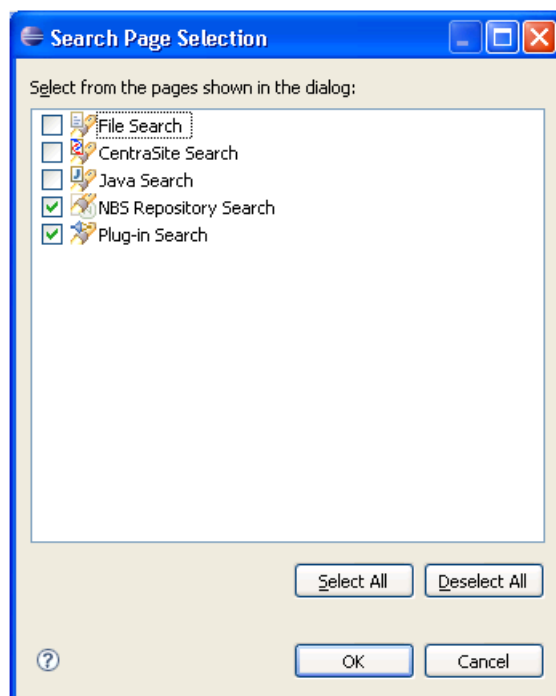 Search Page Selection
Select from the pages shown in the dialog:
File Search
CentraSite Search
Java Search
NBS Repository Search
Plug-in Search
Select All Deselect All
OK Cancel